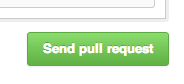 Send pull request